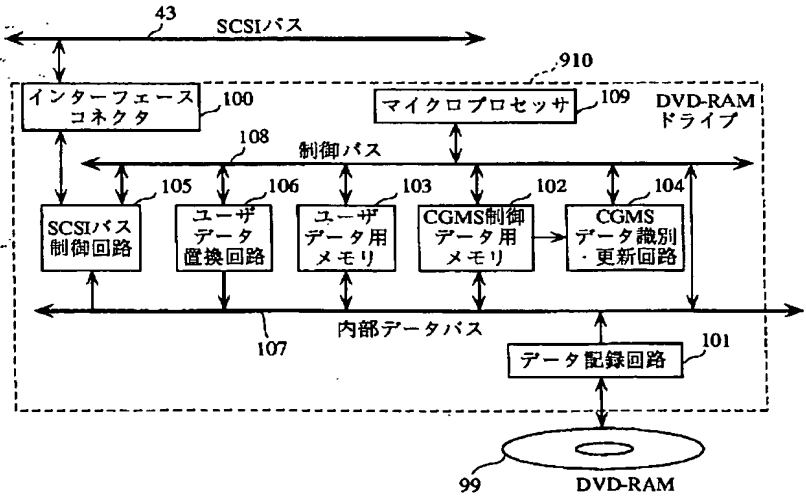 43
SCSIバス
910
インターフェース
コネクタ
100
マイクロプロセッサ
109
DVD-RAM
ドライブ
108
制御バス
105
106
103
102
104
SCSIバス
制御回路
ユーザ
データ
置換回路
ユーザ
データ用
メモリ
CGMS制御
データ用
メモリ
CGMS
データ識別
・更新回路
107
内部データバス
データ記録回路
101
99
DVD-RAM